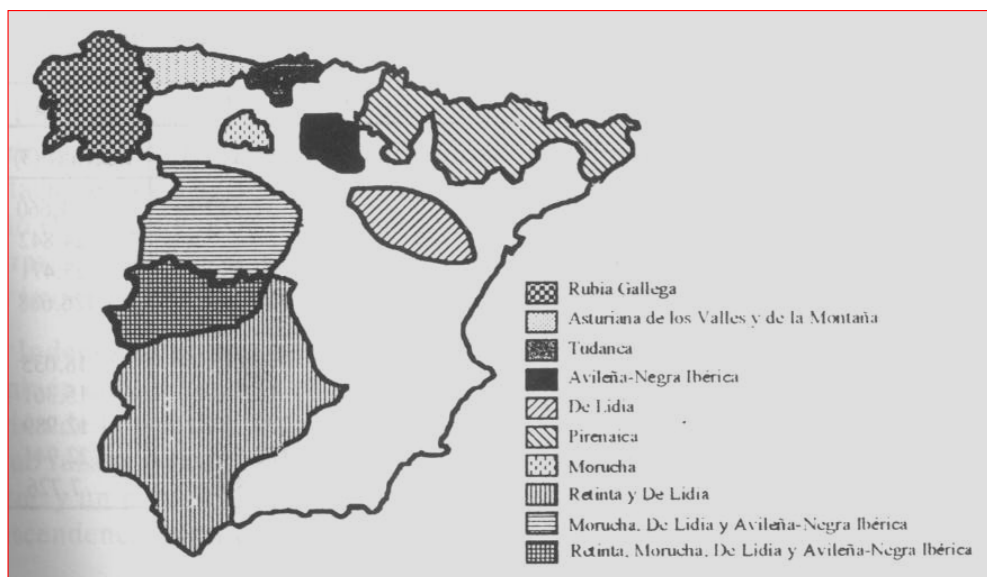 Rubia Gallega
Asturiana de los Valles y de la Montaña
Tudanca
Avileña-Negra Ibérica
De Lidia
Pirenaica
Morucha
Retinta y De Lidia
Morucha, De Lidia y Avileña-Negra Ibérica
Retinta, Morucha, De Lidia y Avileña-Negra Ibérica